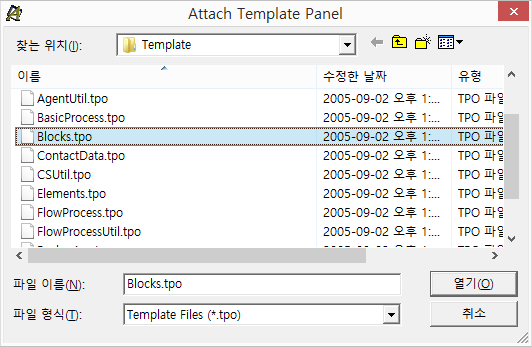 Attach Template Panel
찾는 위치(I): Template
이름 수정한 날짜 유형
AgentUtil.tpo 2005-09-02 오후 1:... TPO 파일
BasicProcess.tpo 2005-09-02 오후 1:... TPO 파일
Blocks.tpo 2005-09-02 오후 1:... TPO 파일
ContactData.tpo 2005-09-02 오후 1:... TPO 파일
CSUtil.tpo 2005-09-02 오후 1:... TPO 파일
Elements.tpo 2005-09-02 오후 1:... TPO 파일
FlowProcess.tpo 2005-09-02 오후 1:... TPO 파일
FlowProcessUtil.tpo 2005-09-02 오후 1:... TPO 파일
파일 이름(N): Blocks.tpo 열기(O)
파일 형식(T): Template Files (*.tpo) 취소